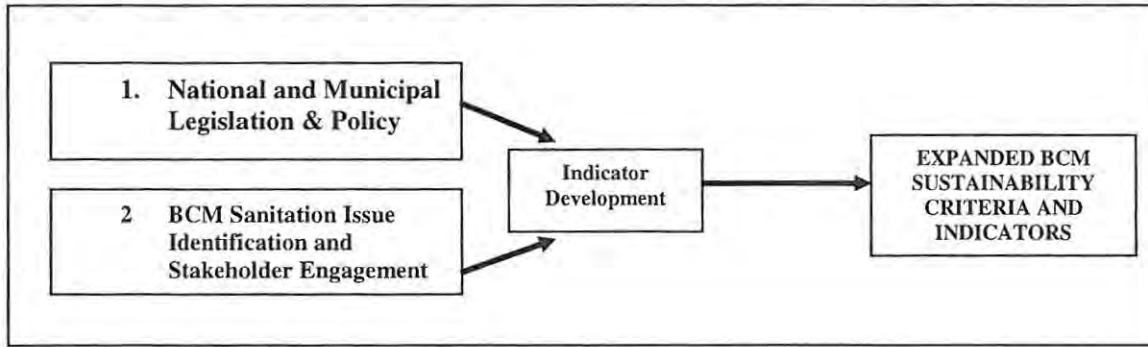 1. National and Municipal
Legislation & Policy
2 BCM Sanitation Issue
Identification and
Stakeholder Engagement
Indicator
Development
EXPANDED BCM
SUSTAINABILITY
CRITERIA AND
INDICATORS